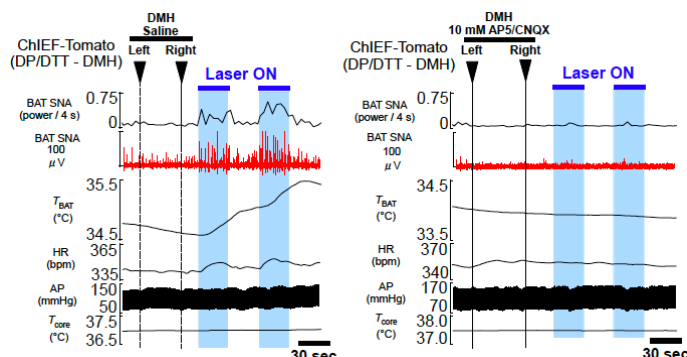 DMH
Saline
Left Right
ChIEF-Tomato
(DP/DTT - DMH)
Laser ON
BAT SNA
(power / 4 s)
0.75
0
BAT SNA
100
μV
TBAT
(°C)
35.5
34.5
HR
(bpm)
365
335
AP
(mmHg)
150
50
Tcore
(°C)
37.5
36.5
30 sec
DMH
10 mM AP5/CNQX
Left Right
ChIEF-Tomato
(DP/DTT - DMH)
Laser ON
BAT SNA
(power / 4 s)
0.75
0
BAT SNA
100
μV
TBAT
(°C)
34.5
33.5
HR
(bpm)
370
340
AP
(mmHg)
170
70
Tcore
(°C)
38.0
37.0
30 sec